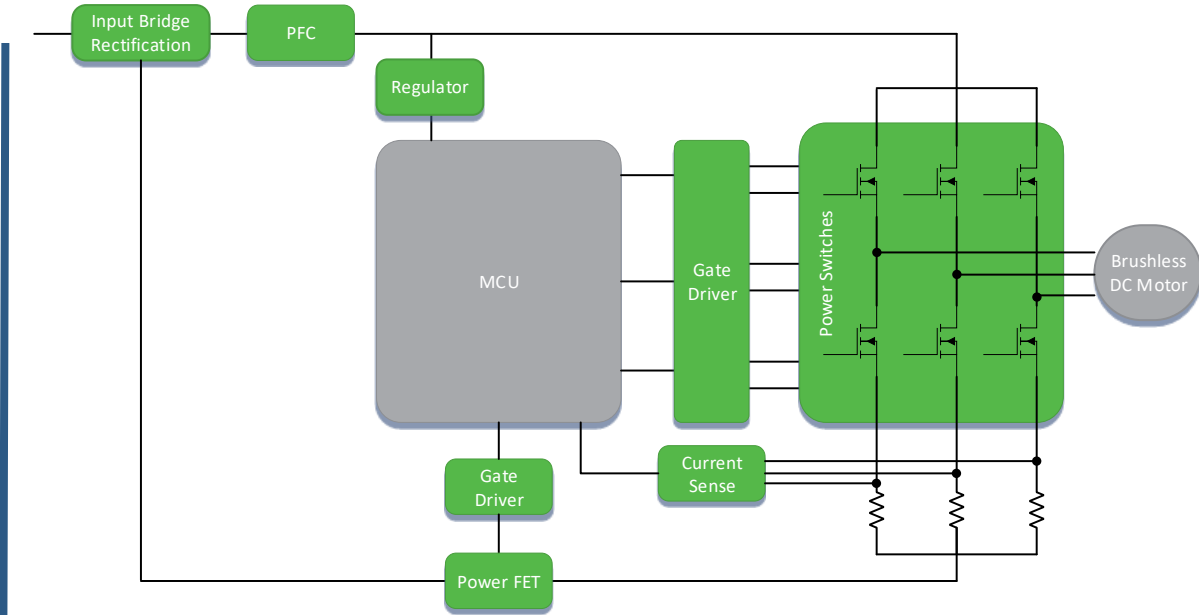 Input Bridge
Rectification
PFC
Regulator
MCU
Gate
Driver
Power Switches
Brushless
DC Motor
Current
Sense
Gate
Driver
Power FET